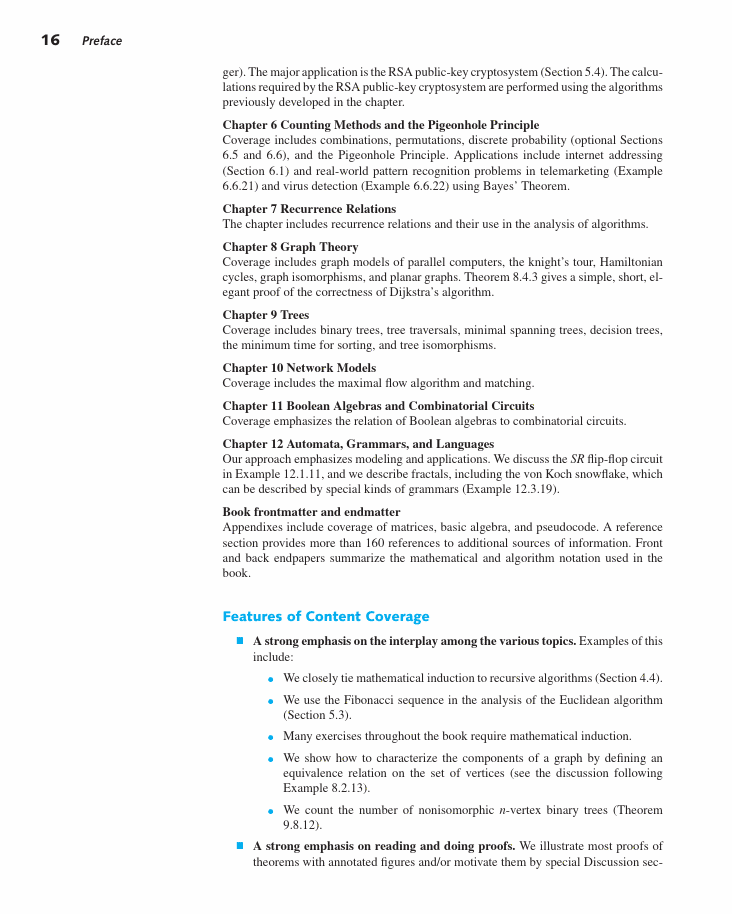 16 Preface
ger). The major application is the RSA public-key cryptosystem (Section 5.4). The calcu-
lations required by the RSA public-key cryptosystem are performed using the algorithms
previously developed in the chapter.
Chapter 6 Counting Methods and the Pigeonhole Principle
Coverage includes combinations, permutations, discrete probability (optional Sections
6.5 and 6.6), and the Pigeonhole Principle. Applications include internet addressing
(Section 6.1) and real-world pattern recognition problems in telemarketing (Example
6.6.21) and virus detection (Example 6.6.22) using Bayes’ Theorem.
Chapter 7 Recurrence Relations
The chapter includes recurrence relations and their use in the analysis of algorithms.
Chapter 8 Graph Theory
Coverage includes graph models of parallel computers, the knight’s tour, Hamiltonian
cycles, graph isomorphisms, and planar graphs. Theorem 8.4.3 gives a simple, short, el-
egant proof of the correctness of Dijkstra’s algorithm.
Chapter 9 Trees
Coverage includes binary trees, tree traversals, minimal spanning trees, decision trees,
the minimum time for sorting, and tree isomorphisms.
Chapter 10 Network Models
Coverage includes the maximal flow algorithm and matching.
Chapter 11 Boolean Algebras and Combinatorial Circuits
Coverage emphasizes the relation of Boolean algebras to combinatorial circuits.
Chapter 12 Automata, Grammars, and Languages
Our approach emphasizes modeling and applications. We discuss the SR flip-flop circuit
in Example 12.1.11, and we describe fractals, including the von Koch snowflake, which
can be described by special kinds of grammars (Example 12.3.19).
Book frontmatter and endmatter
Appendixes include coverage of matrices, basic algebra, and pseudocode. A reference
section provides more than 160 references to additional sources of information. Front
and back endpapers summarize the mathematical and algorithm notation used in the
book.
Features of Content Coverage
■ A strong emphasis on the interplay among the various topics. Examples of this
include:
● We closely tie mathematical induction to recursive algorithms (Section 4.4).
● We use the Fibonacci sequence in the analysis of the Euclidean algorithm
(Section 5.3).
● Many exercises throughout the book require mathematical induction.
● We show how to characterize the components of a graph by defining an
equivalence relation on the set of vertices (see the discussion following
Example 8.2.13).
● We count the number of nonisomorphic n-vertex binary trees (Theorem
9.8.12).
■ A strong emphasis on reading and doing proofs. We illustrate most proofs of
theorems with annotated figures and/or motivate them by special Discussion sec-